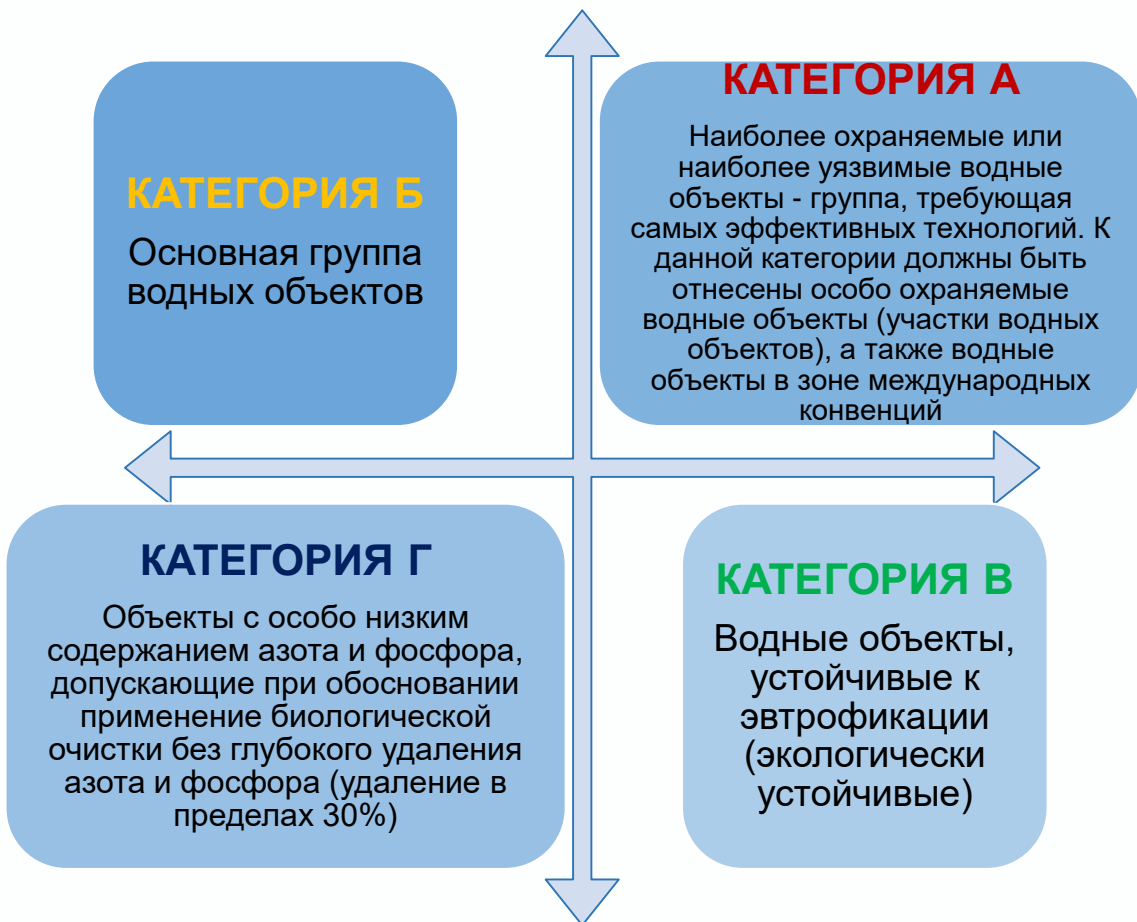 КАТЕГОРИЯ Б
Основная группа
водных объектов
КАТЕГОРИЯ А
Наиболее охраняемые или
наиболее уязвимые водные
объекты - группа, требующая
самых эффективных технологий. К
данной категории должны быть
отнесены особо охраняемые
водные объекты (участки водных
объектов), а также водные
объекты в зоне международных
конвенций
КАТЕГОРИЯ Г
Объекты с особо низким
содержанием азота и фосфора,
допускающие при обосновании
применение биологической
очистки без глубокого удаления
азота и фосфора (удаление в
пределах 30%)
КАТЕГОРИЯ В
Водные объекты,
устойчивые к
эвтрофикации
(экологически
устойчивые)